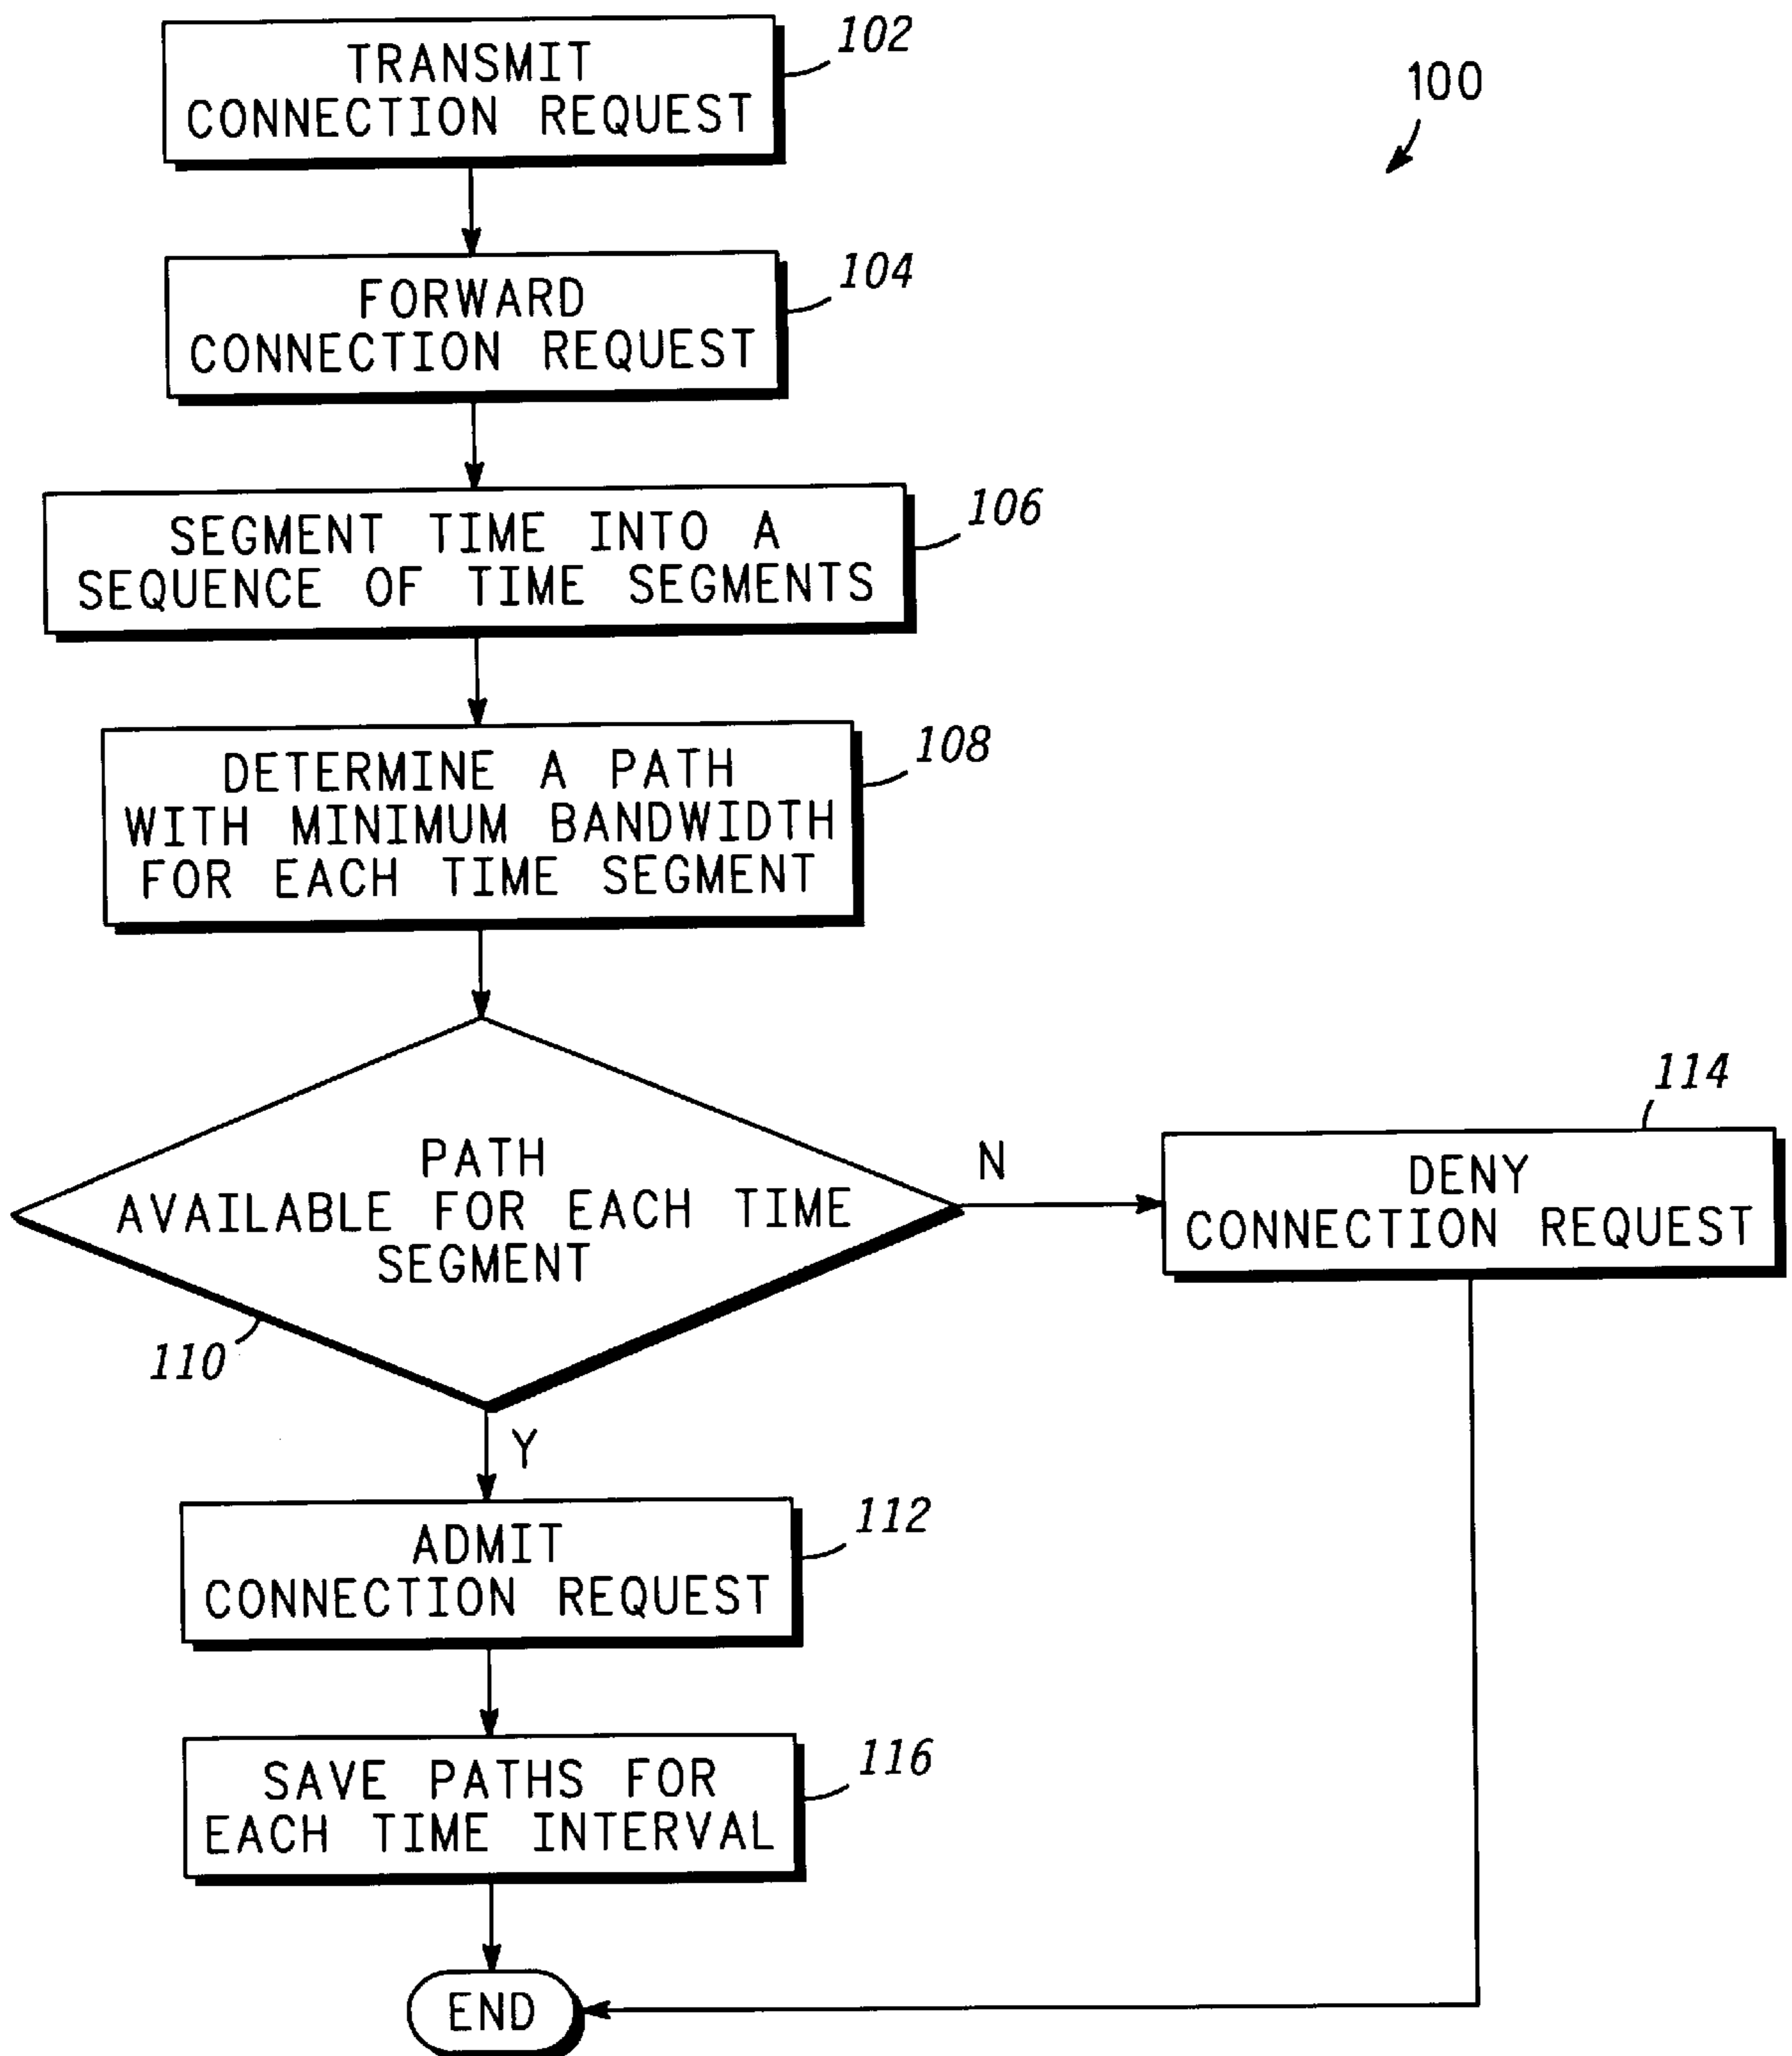 TRANSMIT
CONNECTION REQUEST
102
100
FORWARD
CONNECTION REQUEST
104
SEGMENT TIME INTO A
SEQUENCE OF TIME SEGMENTS
106
DETERMINE A PATH
WITH MINIMUM BANDWIDTH
FOR EACH TIME SEGMENT
108
PATH
AVAILABLE FOR EACH TIME
SEGMENT
110
N
114
DENY
CONNECTION REQUEST
Y
ADMIT
CONNECTION REQUEST
112
SAVE PATHS FOR
EACH TIME INTERVAL
116
END